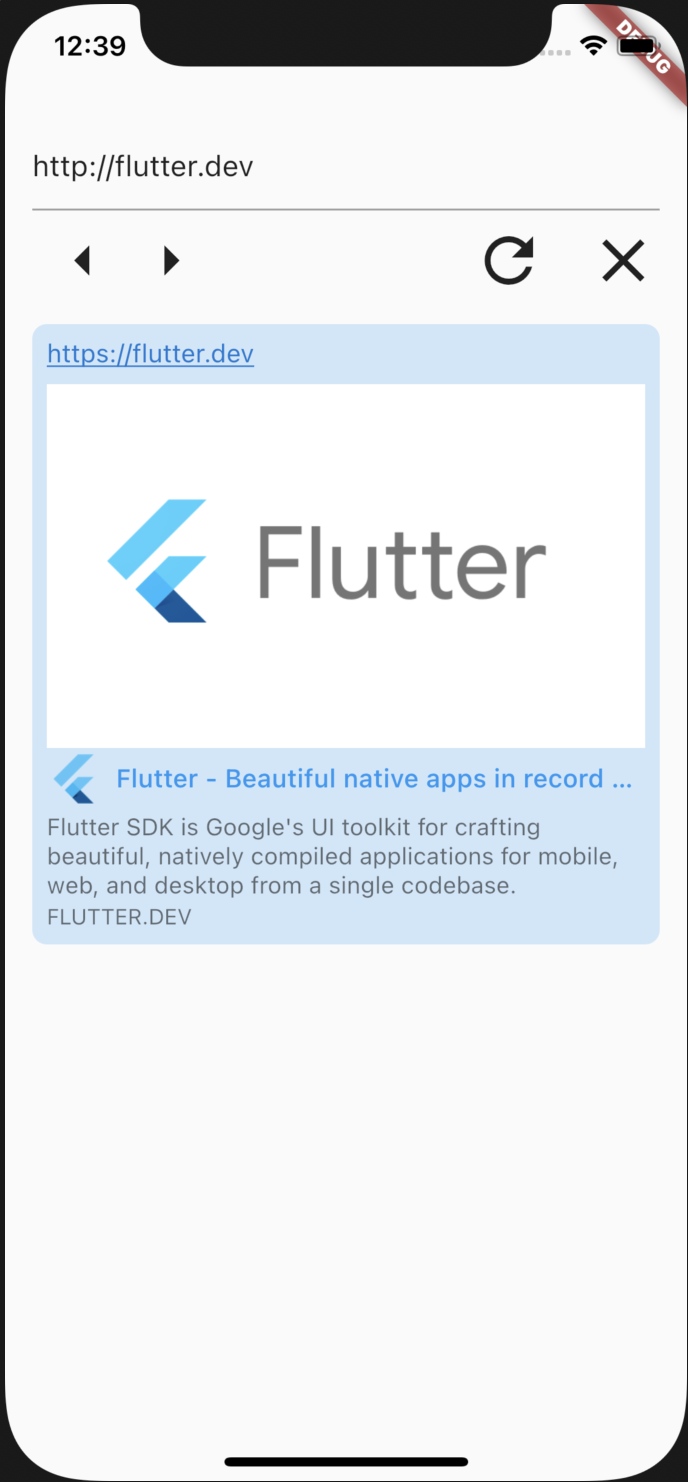 12:39
DEBUG
http://flutter.dev
https://flutter.dev
Flutter
Flutter - Beautiful native apps in record ...
Flutter SDK is Google's UI toolkit for crafting
beautiful, natively compiled applications for mobile,
web, and desktop from a single codebase.
FLUTTER.DEV